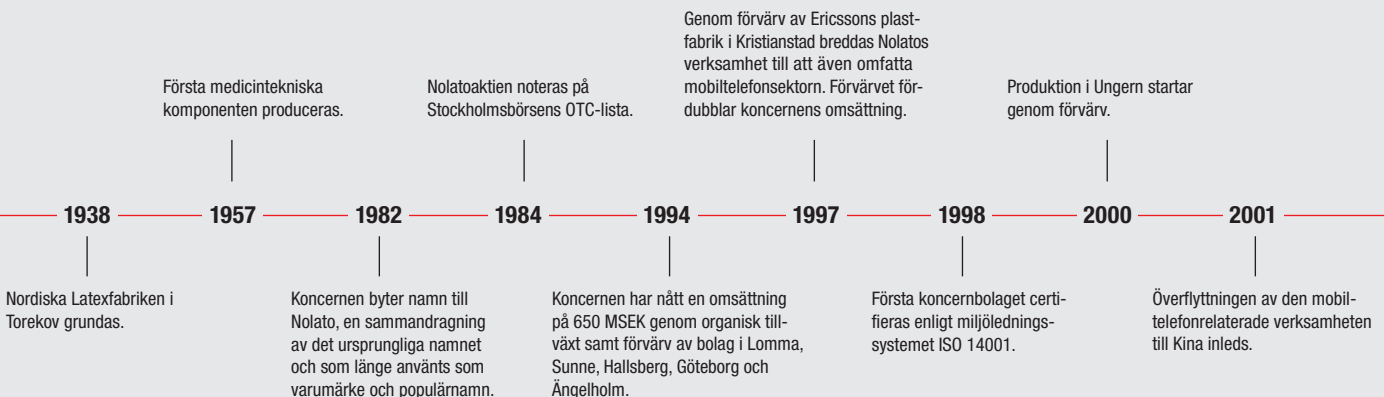 Genom förvärv av Ericssons plast-
fabrik i Kristianstad breddas Nolatos
verksamhet till att även omfatta
mobiltelefonsektorn. Förvärvet för-
dubblar koncernens omsättning.
Första medicintekniska
komponenten produceras.
Nolatoaktien noteras på
Stockholmsbörsens OTC-lista.
Produktion i Ungern startar
genom förvärv.
1938 1957 1982 1984 1994 1997 1998 2000 2001
Nordiska Latexfabriken i
Torekov grundas.
Koncernen byter namn till
Nolato, en sammandragning
av det ursprungliga namnet
och som länge använts som
varumärke och populärnamn.
Koncernen har nått en omsättning
på 650 MSEK genom organisk till-
växt samt förvärv av bolag i Lomma,
Sunne, Hallsberg, Göteborg och
Ängelholm.
Första koncernbolaget certi-
fieras enligt miljölednings-
systemet ISO 14001.
Överflyttningen av den mobil-
telefonrelaterade verksamheten
till Kina inleds.